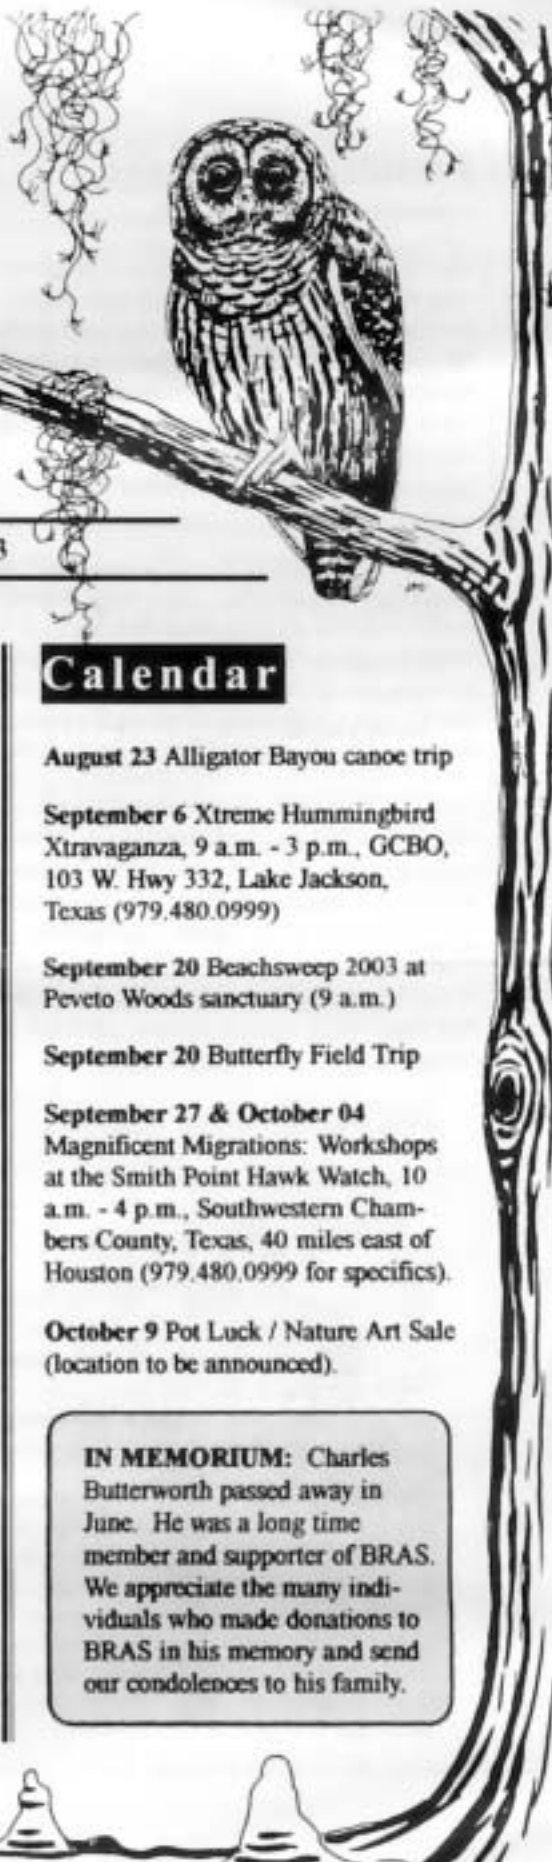 3
Calendar
August 23 Alligator Bayou canoe trip
September 6 Xtreme Hummingbird
Xtravaganza, 9 a.m. - 3 p.m., GCBO,
103 W. Hwy 332, Lake Jackson,
Texas (979.480.0999)
September 20 Beachsweep 2003 at
Peveto Woods sanctuary (9 a.m.)
September 20 Butterfly Field Trip
September 27 & October 04
Magnificent Migrations: Workshops
at the Smith Point Hawk Watch, 10
a.m. - 4 p.m., Southwestern Cham-
bers County, Texas, 40 miles east of
Houston (979.480.0999 for specifics).
October 9 Pot Luck / Nature Art Sale
(location to be announced).
IN MEMORIUM: Charles
Butterworth passed away in
June. He was a long time
member and supporter of BRAS.
We appreciate the many indi-
viduals who made donations to
BRAS in his memory and send
our condolences to his family.